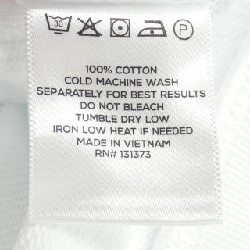 P
100% COTTON
COLD MACHINE WASH
SEPARATELY FOR BEST RESULTS
DO NOT BLEACH
TUMBLE DRY LOW
IRON LOW HEAT IF NEEDED
MADE IN VIETNAM
RN# 131373